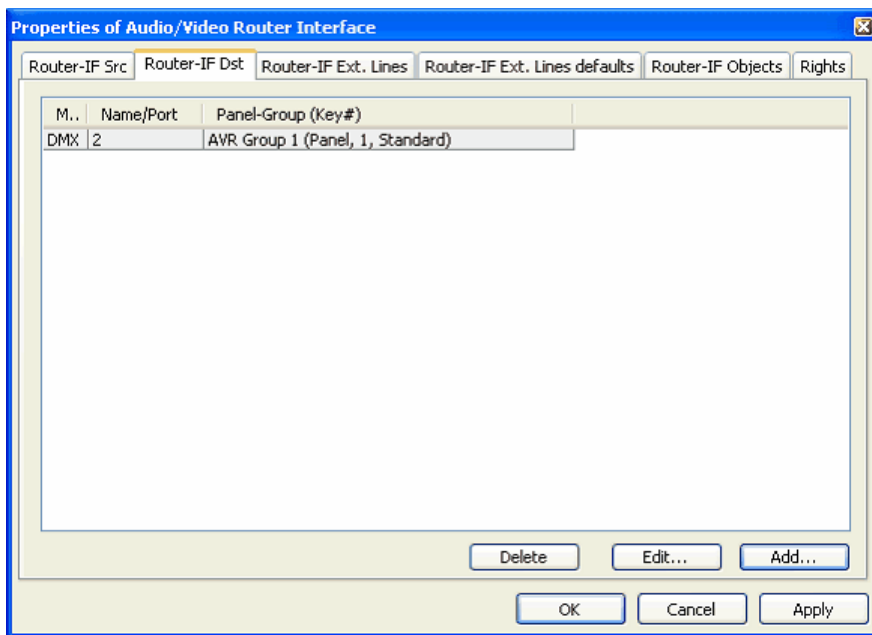 Properties of Audio/Video Router Interface
Router-IF Src Router-IF Dst Router-IF Ext. Lines Router-IF Ext. Lines defaults Router-IF Objects Rights
M.. Name/Port Panel-Group (Key#)
DMX 2 AVR Group 1 (Panel, 1, Standard)
Delete Edit... Add...
OK Cancel Apply